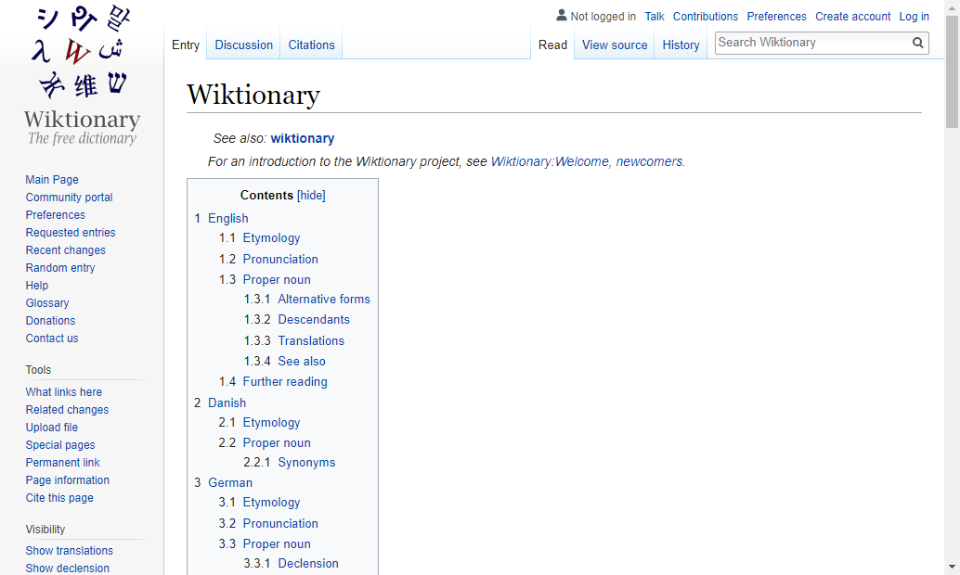 Not logged in Talk Contributions Preferences Create account Log in
Entry Discussion Citations Read View source History Search Wiktionary
シ
말
λ
W
維
ש
Wiktionary
The free dictionary
Main Page
Community portal
Preferences
Requested entries
Recent changes
Random entry
Help
Glossary
Donations
Contact us
Tools
What links here
Related changes
Upload file
Special pages
Permanent link
Page information
Cite this page
Visibility
Show translations
Show declension
Wiktionary
See also: wiktionary
For an introduction to the Wiktionary project, see Wiktionary:Welcome, newcomers.
Contents [hide]
1 English
1.1 Etymology
1.2 Pronunciation
1.3 Proper noun
1.3.1 Alternative forms
1.3.2 Descendants
1.3.3 Translations
1.3.4 See also
1.4 Further reading
2 Danish
2.1 Etymology
2.2 Proper noun
2.2.1 Synonyms
3 German
3.1 Etymology
3.2 Pronunciation
3.3 Proper noun
3.3.1 Declension